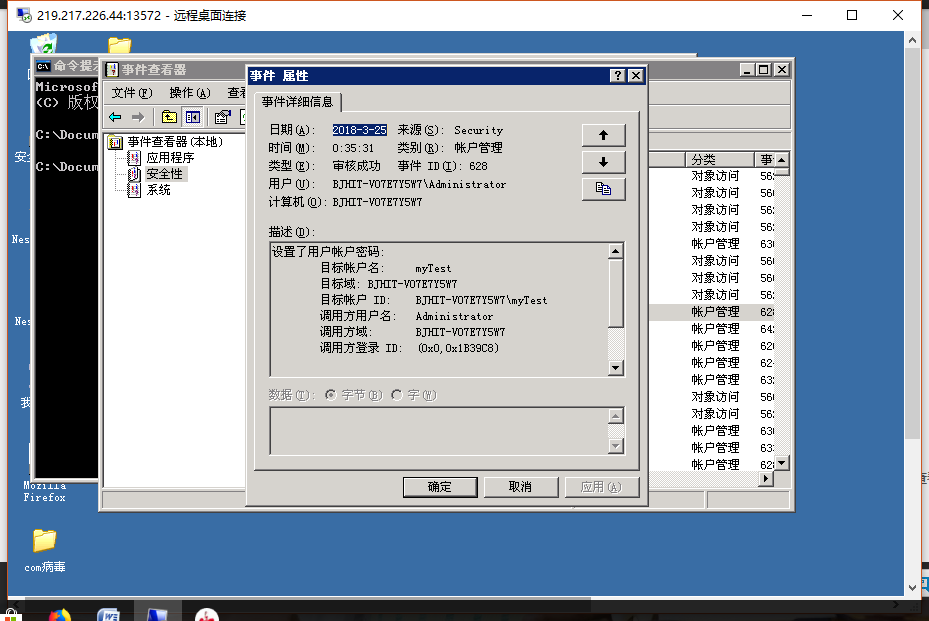 219.217.226.44:13572 - 远程桌面连接
命令提示
Microsof
(C) 版权
C:\Docum
C:\Docum
事件查看器
文件(F) 操作(A) 查看
事件查看器(本地)
应用程序
安全性
系统
事件 属性
事件详细信息
日期(A): 2018-3-25 来源(S): Security
时间(M): 0:35:31 类别(R): 帐户管理
类型(E): 审核成功 事件 ID(I): 628
用户(U): BJHIT-VO7E7Y5W7\Administrator
计算机(O): BJHIT-VO7E7Y5W7
描述(D):
设置了用户帐户密码:
目标帐户名: myTest
目标域: BJHIT-VO7E7Y5W7
目标帐户 ID: BJHIT-VO7E7Y5W7\myTest
调用方用户名: Administrator
调用方域: BJHIT-VO7E7Y5W7
调用方登录 ID: (0x0,0x1B39C8)
数据(T): 字节(B) 字(W)
确定 取消 应用(A)
分类 事
对象访问 56
对象访问 56
对象访问 56
对象访问 56
帐户管理 63
对象访问 56
对象访问 56
对象访问 56
帐户管理 62
帐户管理 64
帐户管理 62
帐户管理 62
帐户管理 63
对象访问 56
对象访问 56
帐户管理 63
帐户管理 63
帐户管理 62
安
Nes
Nes
我
Mozilla
Firefox
com病毒